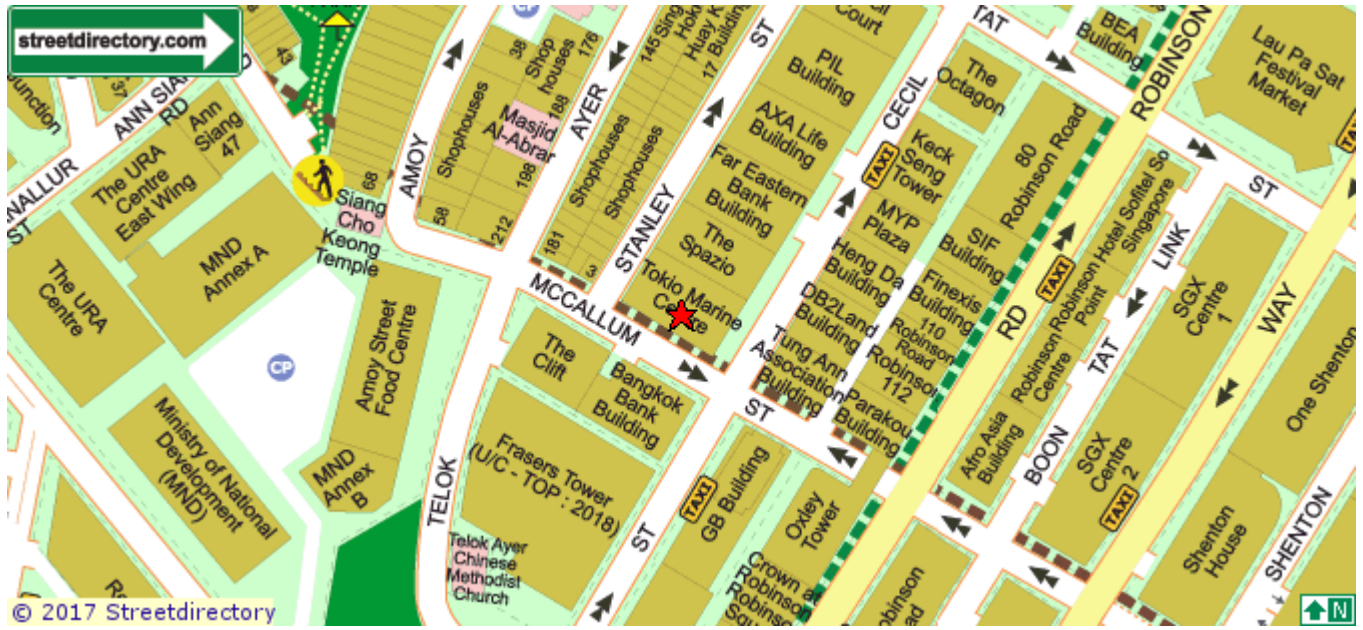 streetdirectory.com
43
37
ANN SIANG RD
Ann
Siang
47
The URA
Centre
East Wing
The URA
Centre
MND
Annex A
ST
68
Siang
Cho
Keong
Temple
Amoy Street
Food Centre
MND
Annex
B
CP
Ministry of National
Development
(MND)
AMOY
Shophouses
58
38
Shop
houses
176
Masjid
Al-Abrar
188
198
212
CP
AYER
145
Shophouses
Shophouses
181
3
17 Building
STANLEY
ST
MCCALLUM
ST
Court
PIL
Building
AXA Life
Building
Far Eastern
Bank
Building
The
Spazio
Tokio Marine
Centre
The
Clift
Bangkok
Bank
Building
Frasers Tower
(U/C - TOP : 2018)
TELOK
Telok Ayer
Chinese
Methodist
Church
ST
TAXI
GB Building
Oxley
Tower
Crown at
Robinson
Robinson
CECIL
TAT
TAXI
The
Octagon
Keck
Seng
Tower
MYP
Plaza
Heng Da
Building
DB2Land
Building
Tung Ann
Association
Building
80
Robinson Road
SIF
Building
Finexis
Building
110
Robinson
Road
Robinson
112
Parakou
Building
BEA
Building
ROBINSON
RD
TAXI
Lau Pa Sat
Festival
Market
TAXI
ST
Hotel Sofitel So
Singapore
Robinson
Point
Robinson
Centre
Afro Asia
Building
BOON
TAT
LINK
SGX
Centre
1
SGX
Centre
2
TAXI
WAY
One Shenton
Shenton
House
SHENTON
© 2017 Streetdirectory
N